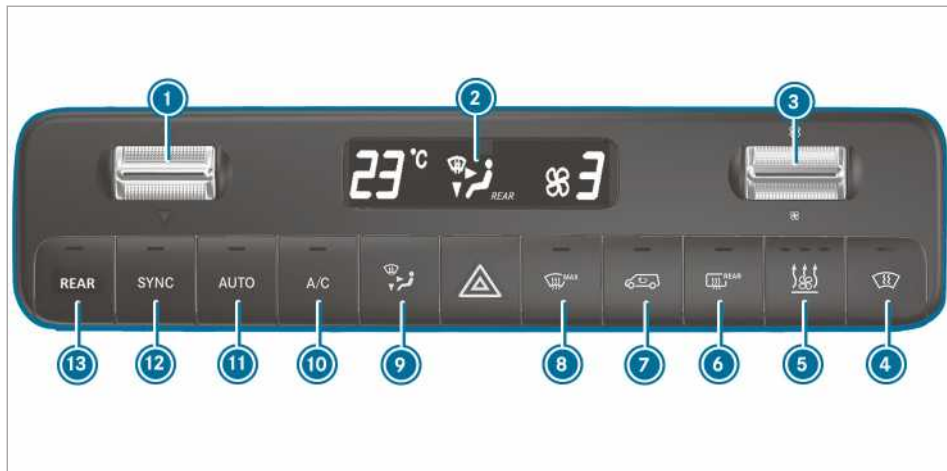 1 2 3
23 °C REAR 3
REAR SYNC AUTO A/C MAX REAR
13 12 11 10 9 8 7 6 5 4